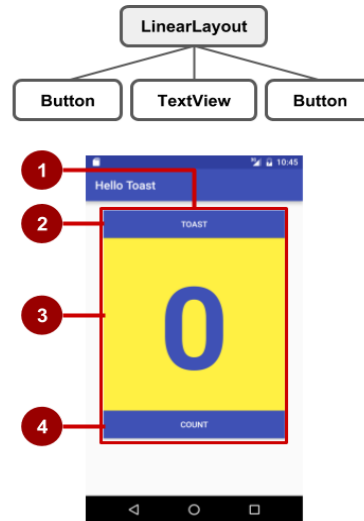 LinearLayout
Button TextView Button
10:45
Hello Toast
1
2
TOAST
3
0
4
COUNT